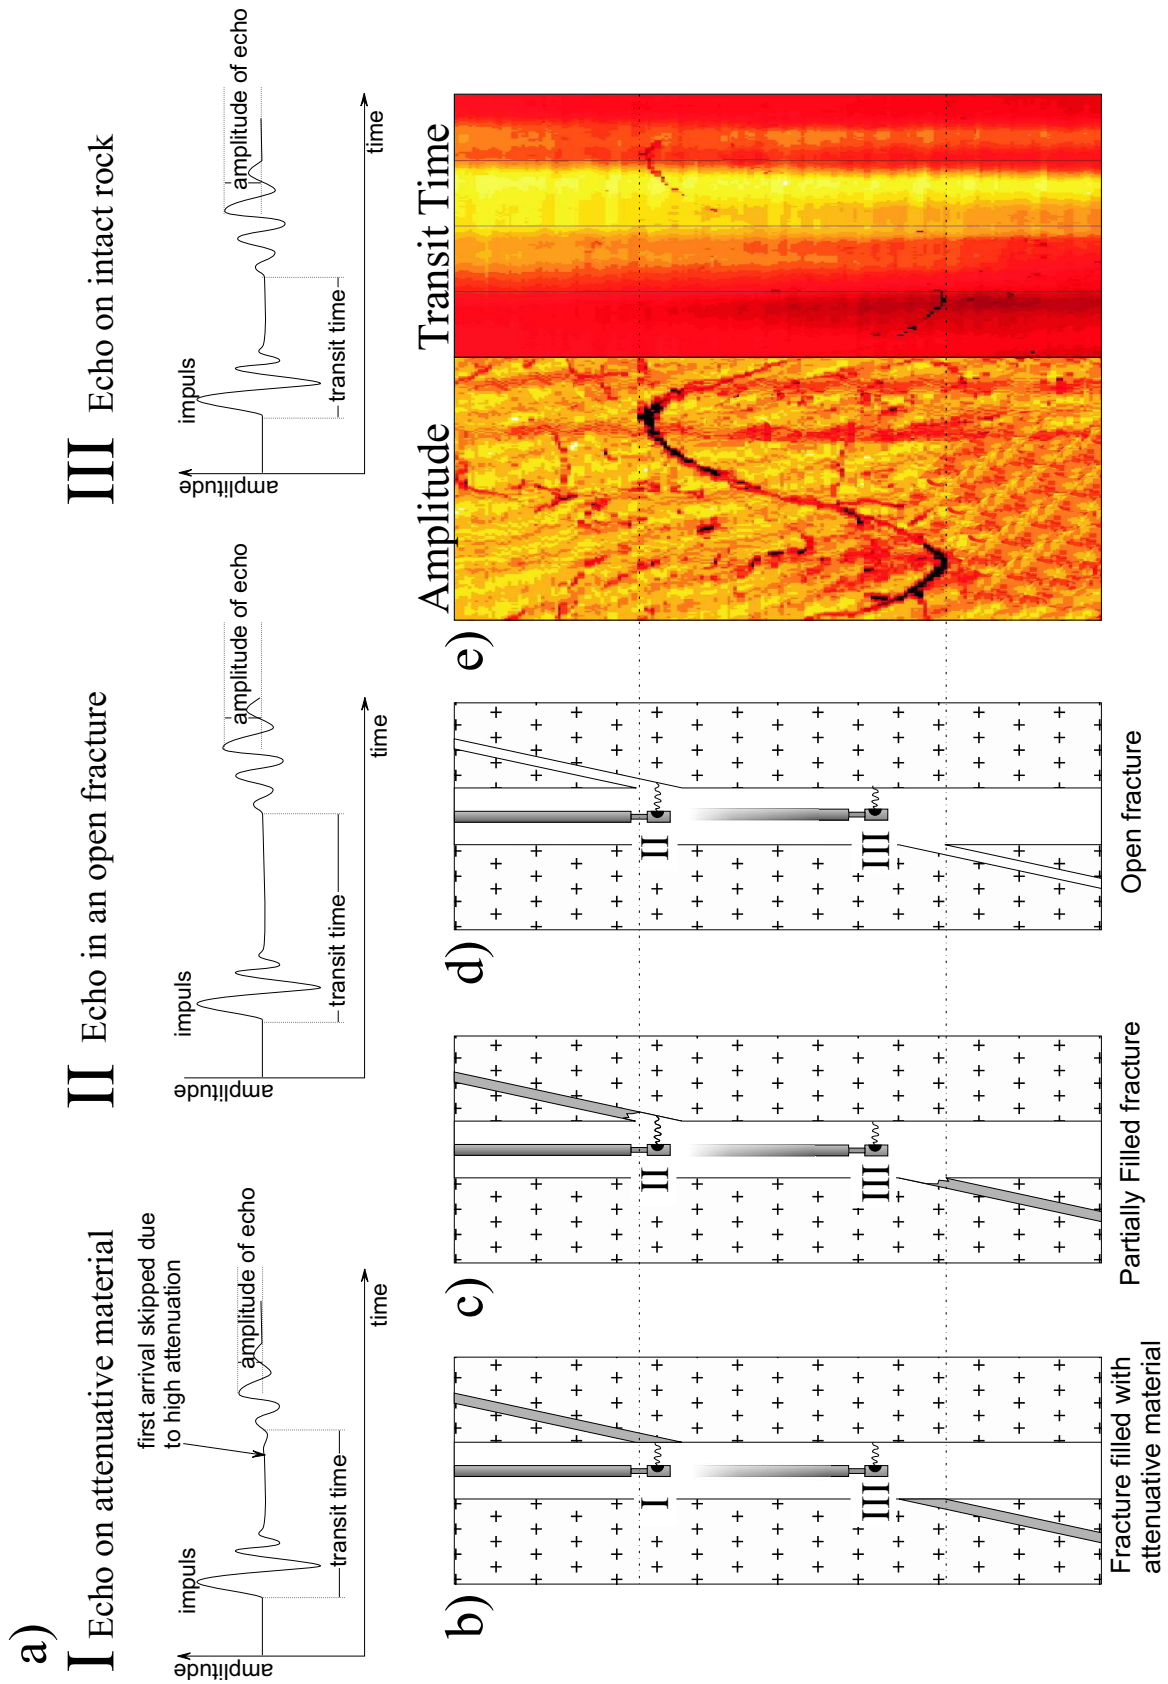 a)
I Echo on attenuative material
amplitude
impuls
transit time
first arrival skipped due
to high attenuation
amplitude of echo
time
II Echo in an open fracture
amplitude
impuls
transit time
amplitude of echo
time
III Echo on intact rock
amplitude
impuls
transit time
amplitude of echo
time
b)
I
III
Fracture filled with
attenuative material
c)
II
III
Partially Filled fracture
d)
II
III
Open fracture
e)
Amplitude
Transit Time